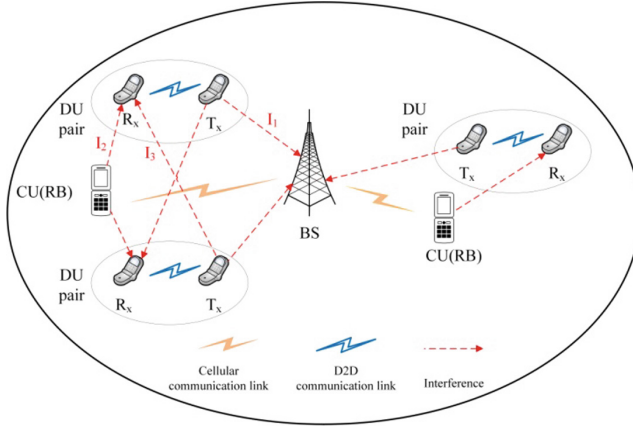 DU
pair
Rx
Tx
I1
I2
I3
CU(RB)
DU
pair
Tx
Rx
BS
CU(RB)
DU
pair
Rx
Tx
Cellular
communication link
D2D
communication link
Interference